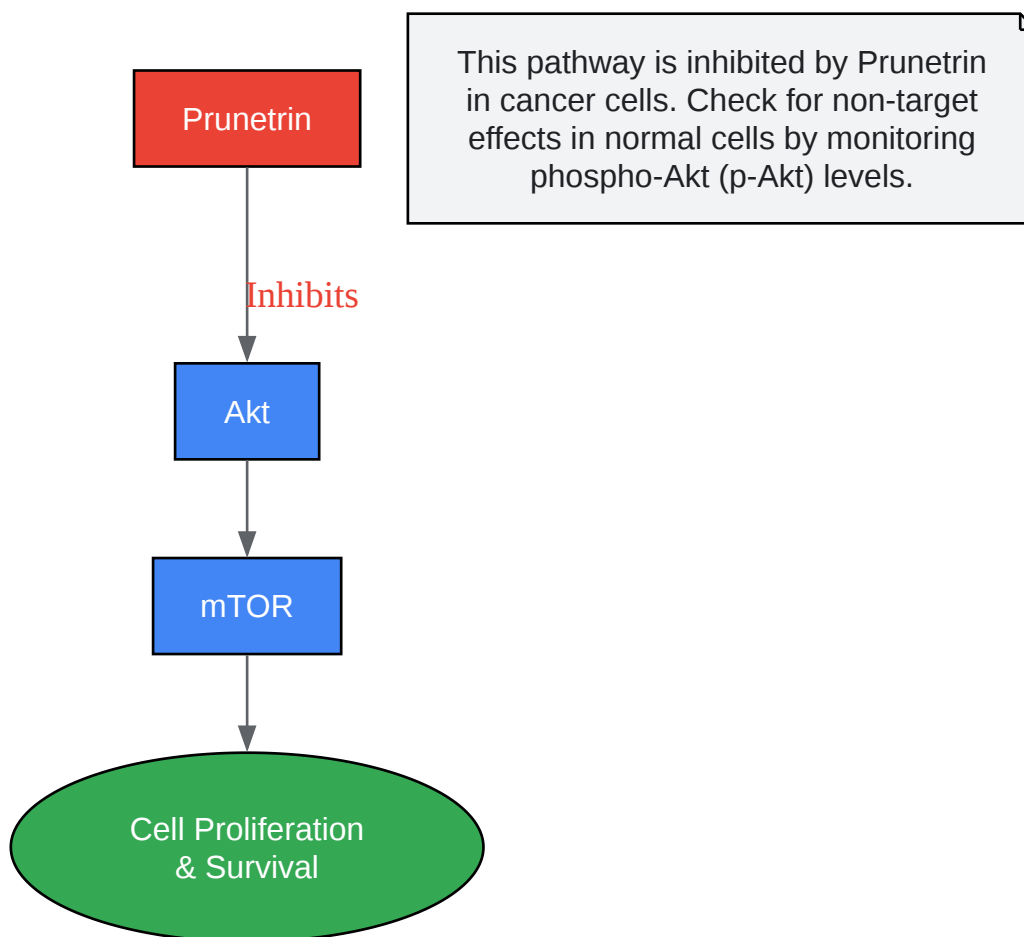 Prunetrin
This pathway is inhibited by Prunetrin
in cancer cells. Check for non-target
effects in normal cells by monitoring
phospho-Akt (p-Akt) levels.
Inhibits
Akt
mTOR
Cell Proliferation
& Survival